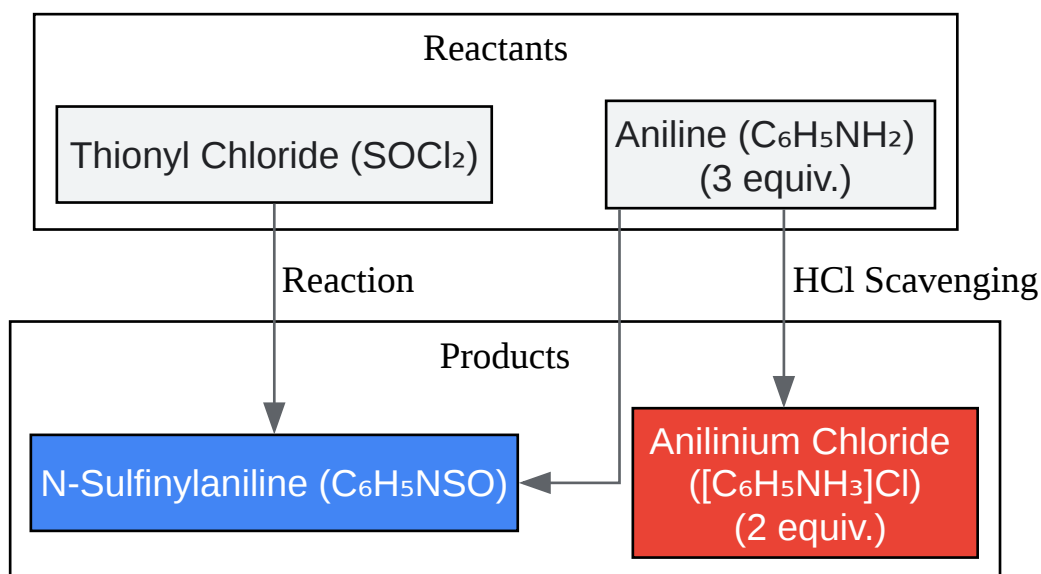 Reactants
Thionyl Chloride (SOCl₂)
Aniline (C₆H₅NH₂)
(3 equiv.)
Reaction
HCl Scavenging
Products
N-Sulfinylaniline (C₆H₅NSO)
Anilinium Chloride
([C₆H₅NH₃]Cl)
(2 equiv.)